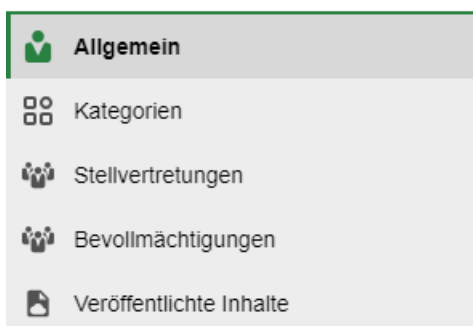 Allgemein
Kategorien
Stellvertretungen
Bevollmächtigungen
Veröffentlichte Inhalte